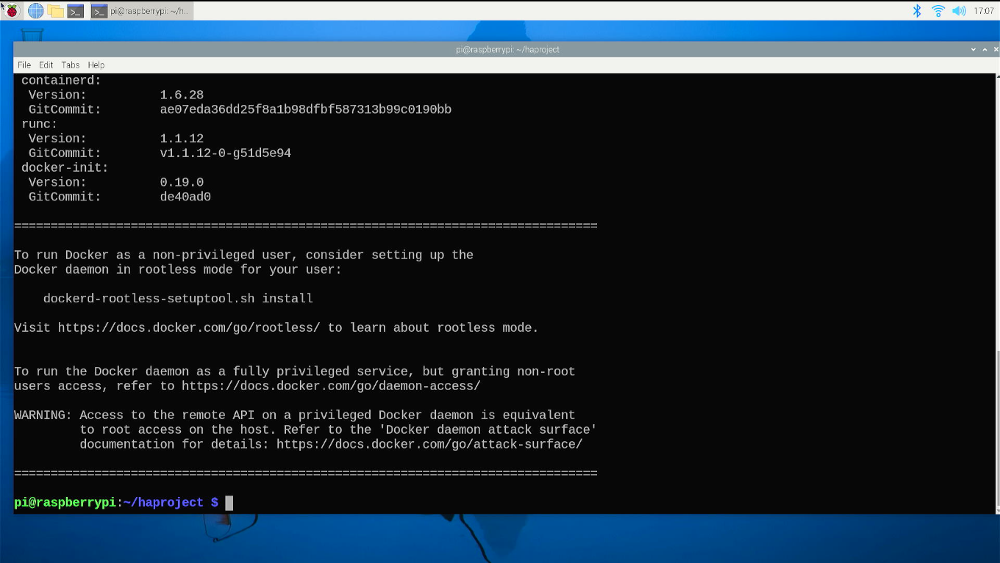 pi@raspberrypi: ~/h..
17:07
pi@raspberrypi: ~/haproject
File Edit Tabs Help
containerd:
Version: 1.6.28
GitCommit: ae07eda36dd25f8a1b98dfbf587313b99c0190bb
runc:
Version: 1.1.12
GitCommit: v1.1.12-0-g51d5e94
docker-init:
Version: 0.19.0
GitCommit: de40ad0
================================================================================
To run Docker as a non-privileged user, consider setting up the
Docker daemon in rootless mode for your user:
dockerd-rootless-setuptool.sh install
Visit https://docs.docker.com/go/rootless/ to learn about rootless mode.
To run the Docker daemon as a fully privileged service, but granting non-root
users access, refer to https://docs.docker.com/go/daemon-access/
WARNING: Access to the remote API on a privileged Docker daemon is equivalent
to root access on the host. Refer to the 'Docker daemon attack surface'
documentation for details: https://docs.docker.com/go/attack-surface/
================================================================================
pi@raspberrypi:~/haproject $